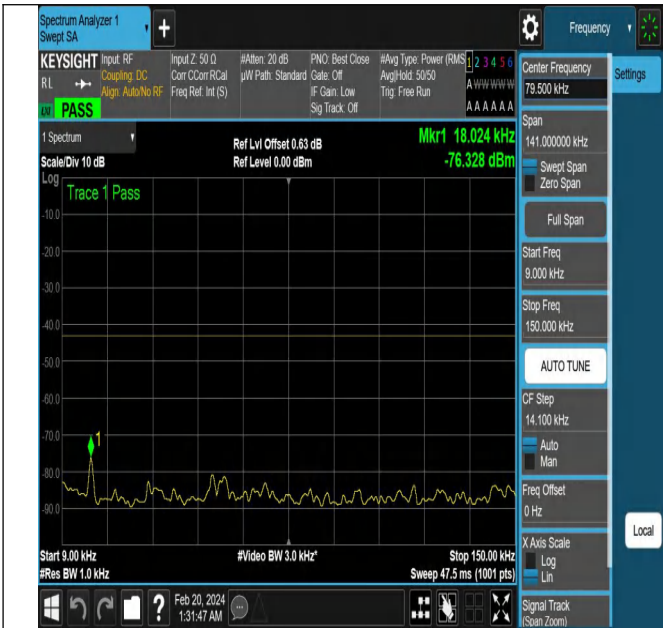 Spectrum Analyzer 1
Swept SA
+
Frequency
KEYSIGHT
RL
PASS
Input: RF
Coupling: DC
Align: Auto/No RF
Input Z: 50 Ω
Corr CCorr RCal
Freq Ref: Int (S)
#Atten: 20 dB
µW Path: Standard
PNO: Best Close
Gate: Off
IF Gain: Low
Sig Track: Off
#Avg Type: Power (RMS
Avg|Hold: 50/50
Trig: Free Run
1 2 3 4 5 6
A W W W W W
A A A A A A
1 Spectrum
Scale/Div 10 dB
Ref Lvl Offset 0.63 dB
Ref Level 0.00 dBm
Mkr1 18.024 kHz
-76.328 dBm
Log
Trace 1 Pass
-10.0
-20.0
-30.0
-40.0
-50.0
-60.0
-70.0
-80.0
-90.0
1
Start 9.00 kHz
#Res BW 1.0 kHz
#Video BW 3.0 kHz*
Stop 150.00 kHz
Sweep 47.5 ms (1001 pts)
Center Frequency
79.500 kHz
Settings
Span
141.000000 kHz
Swept Span
Zero Span
Full Span
Start Freq
9.000 kHz
Stop Freq
150.000 kHz
AUTO TUNE
CF Step
14.100 kHz
Auto
Man
Freq Offset
0 Hz
Local
X Axis Scale
Log
Lin
Signal Track
(Span Zoom)
?
Feb 20, 2024
1:31:47 AM